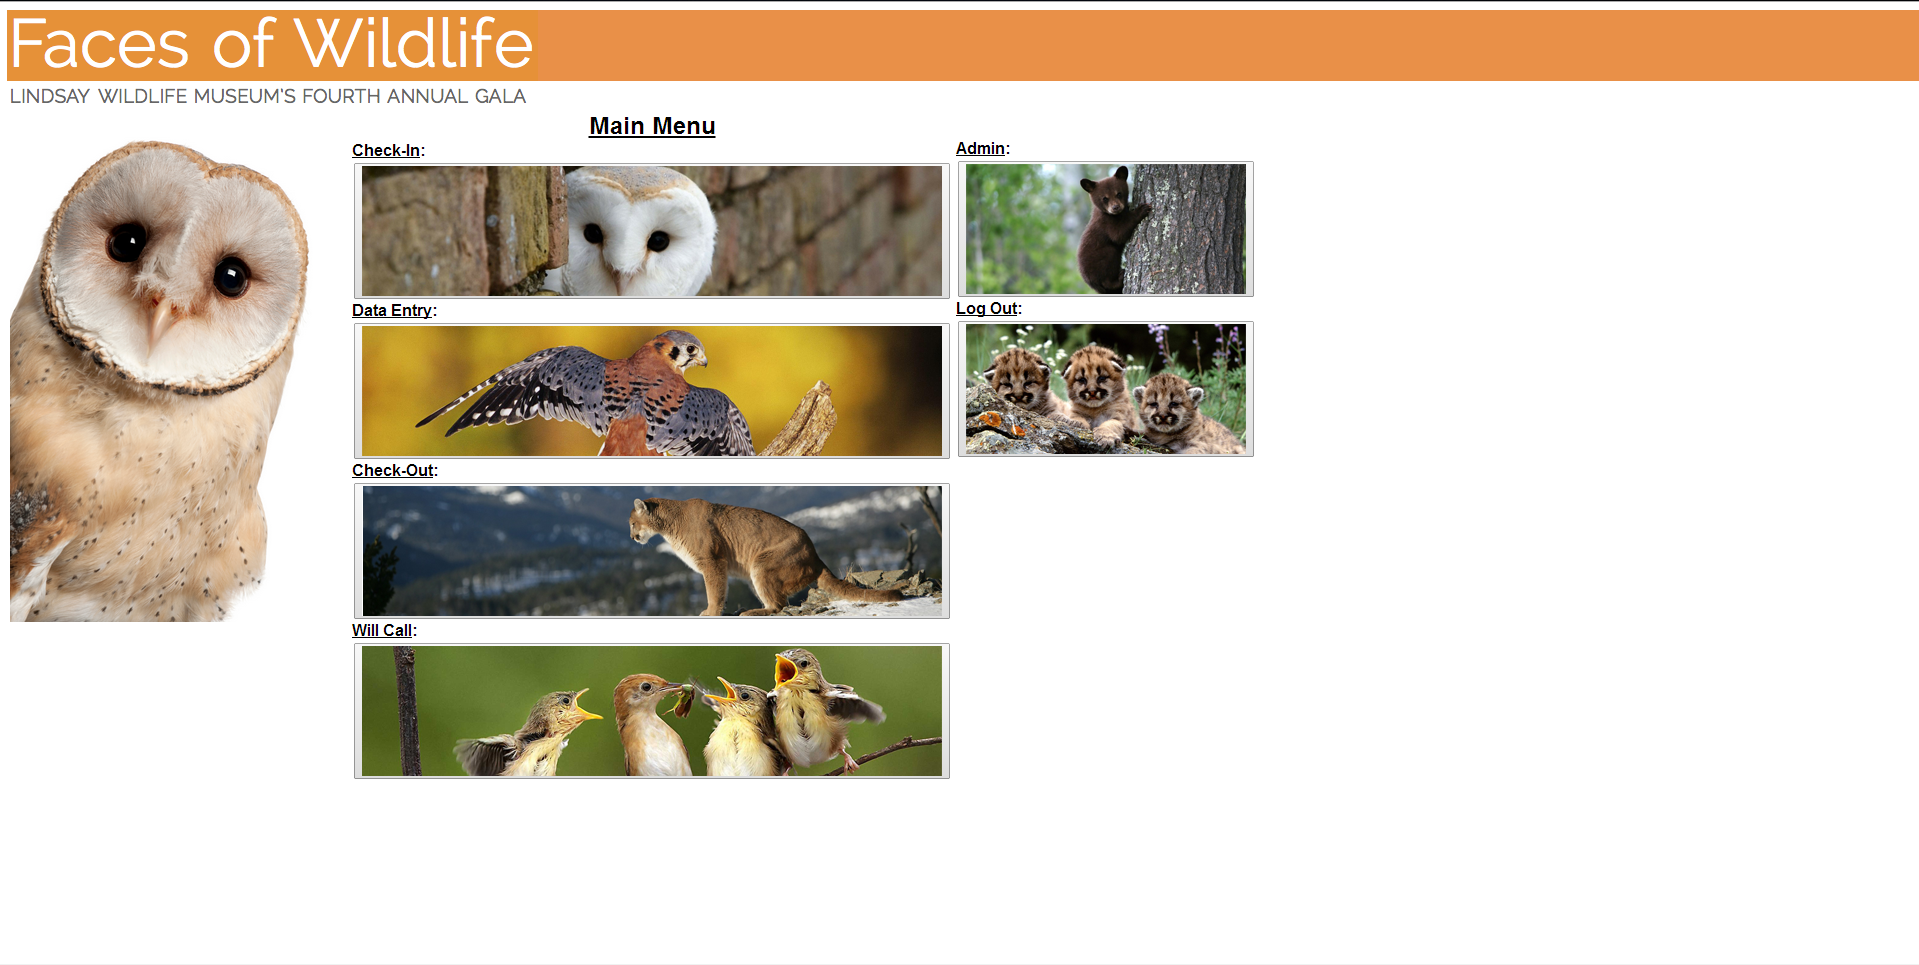 Faces of Wildlife
LINDSAY WILDLIFE MUSEUM'S FOURTH ANNUAL GALA
Main Menu
Check-In:
Data Entry:
Check-Out:
Will Call:
Admin:
Log Out: